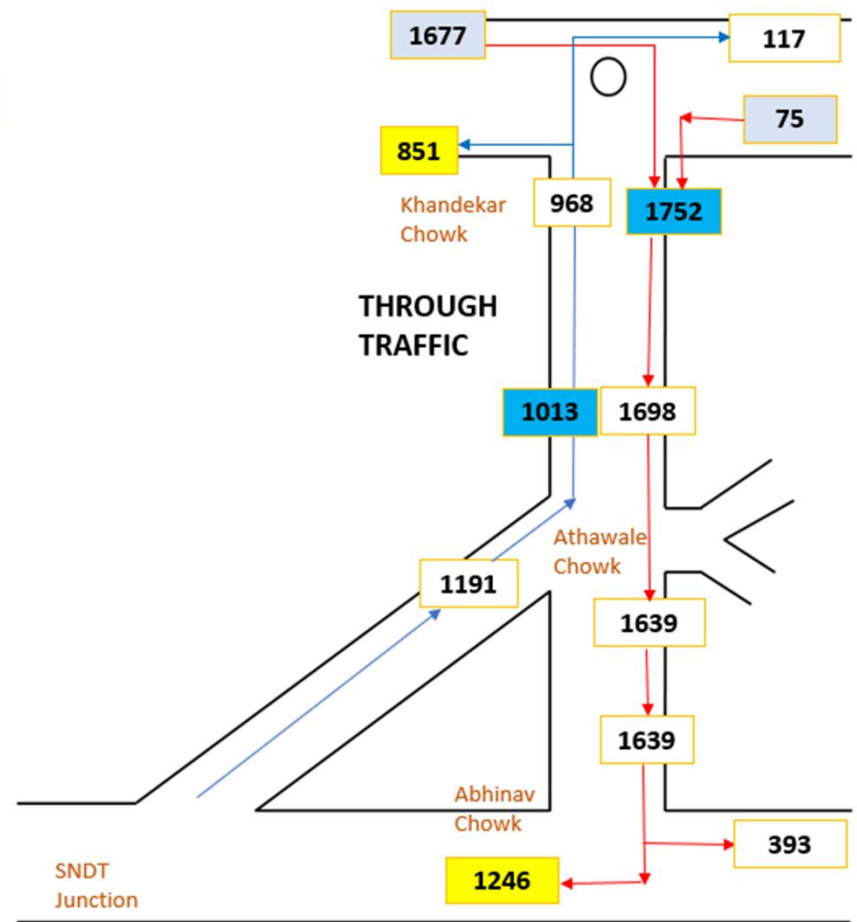 1677
117
75
851
968
1752
Khandekar
Chowk
THROUGH
TRAFFIC
1013
1698
Athawale
Chowk
1191
1639
1639
Abhinav
Chowk
393
1246
SNDT
Junction